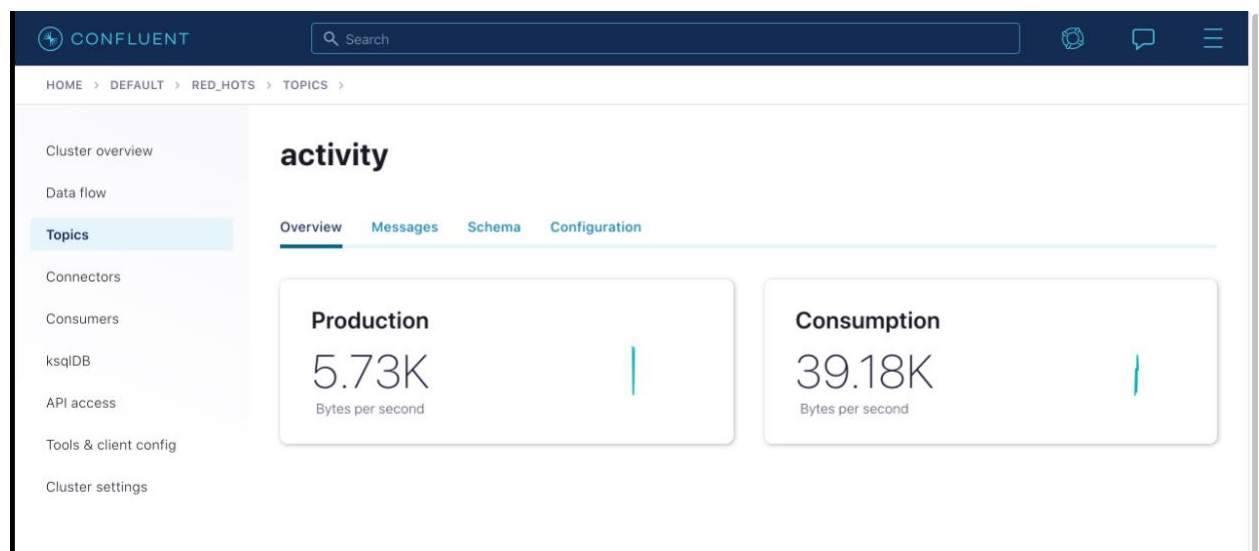 CONFLUENT
Search
HOME > DEFAULT > RED_HOTS > TOPICS >
Cluster overview
Data flow
Topics
Connectors
Consumers
ksqlDB
API access
Tools & client config
Cluster settings
activity
Overview Messages Schema Configuration
Production
5.73K
Bytes per second
Consumption
39.18K
Bytes per second